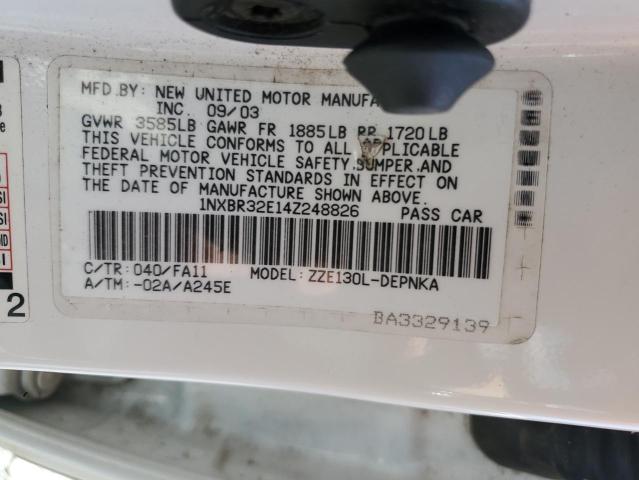 MFD.BY: NEW UNITED MOTOR MANUFA
INC. 09/03
GVWR 3585LB GAWR FR 1885LB RR 1720LB
THIS VEHICLE CONFORMS TO ALL APPLICABLE
FEDERAL MOTOR VEHICLE SAFETY,BUMPER,AND
THEFT PREVENTION STANDARDS IN EFFECT ON
THE DATE OF MANUFACTURE SHOWN ABOVE.
1NXBR32E14Z248826 PASS CAR
C/TR: 040/FA11 MODEL: ZZE130L-DEPNKA
A/TM: -02A/A245E
BA3329139
2